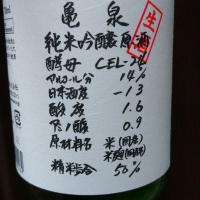 亀泉
生
純米吟醸原酒
酵母 CEL-24
アルコール分 14%
日本酒度 -13
酸度 1.6
アミノ酸 0.9
原材料名 米(国産)
米麹(国産米)
精米歩合 50%